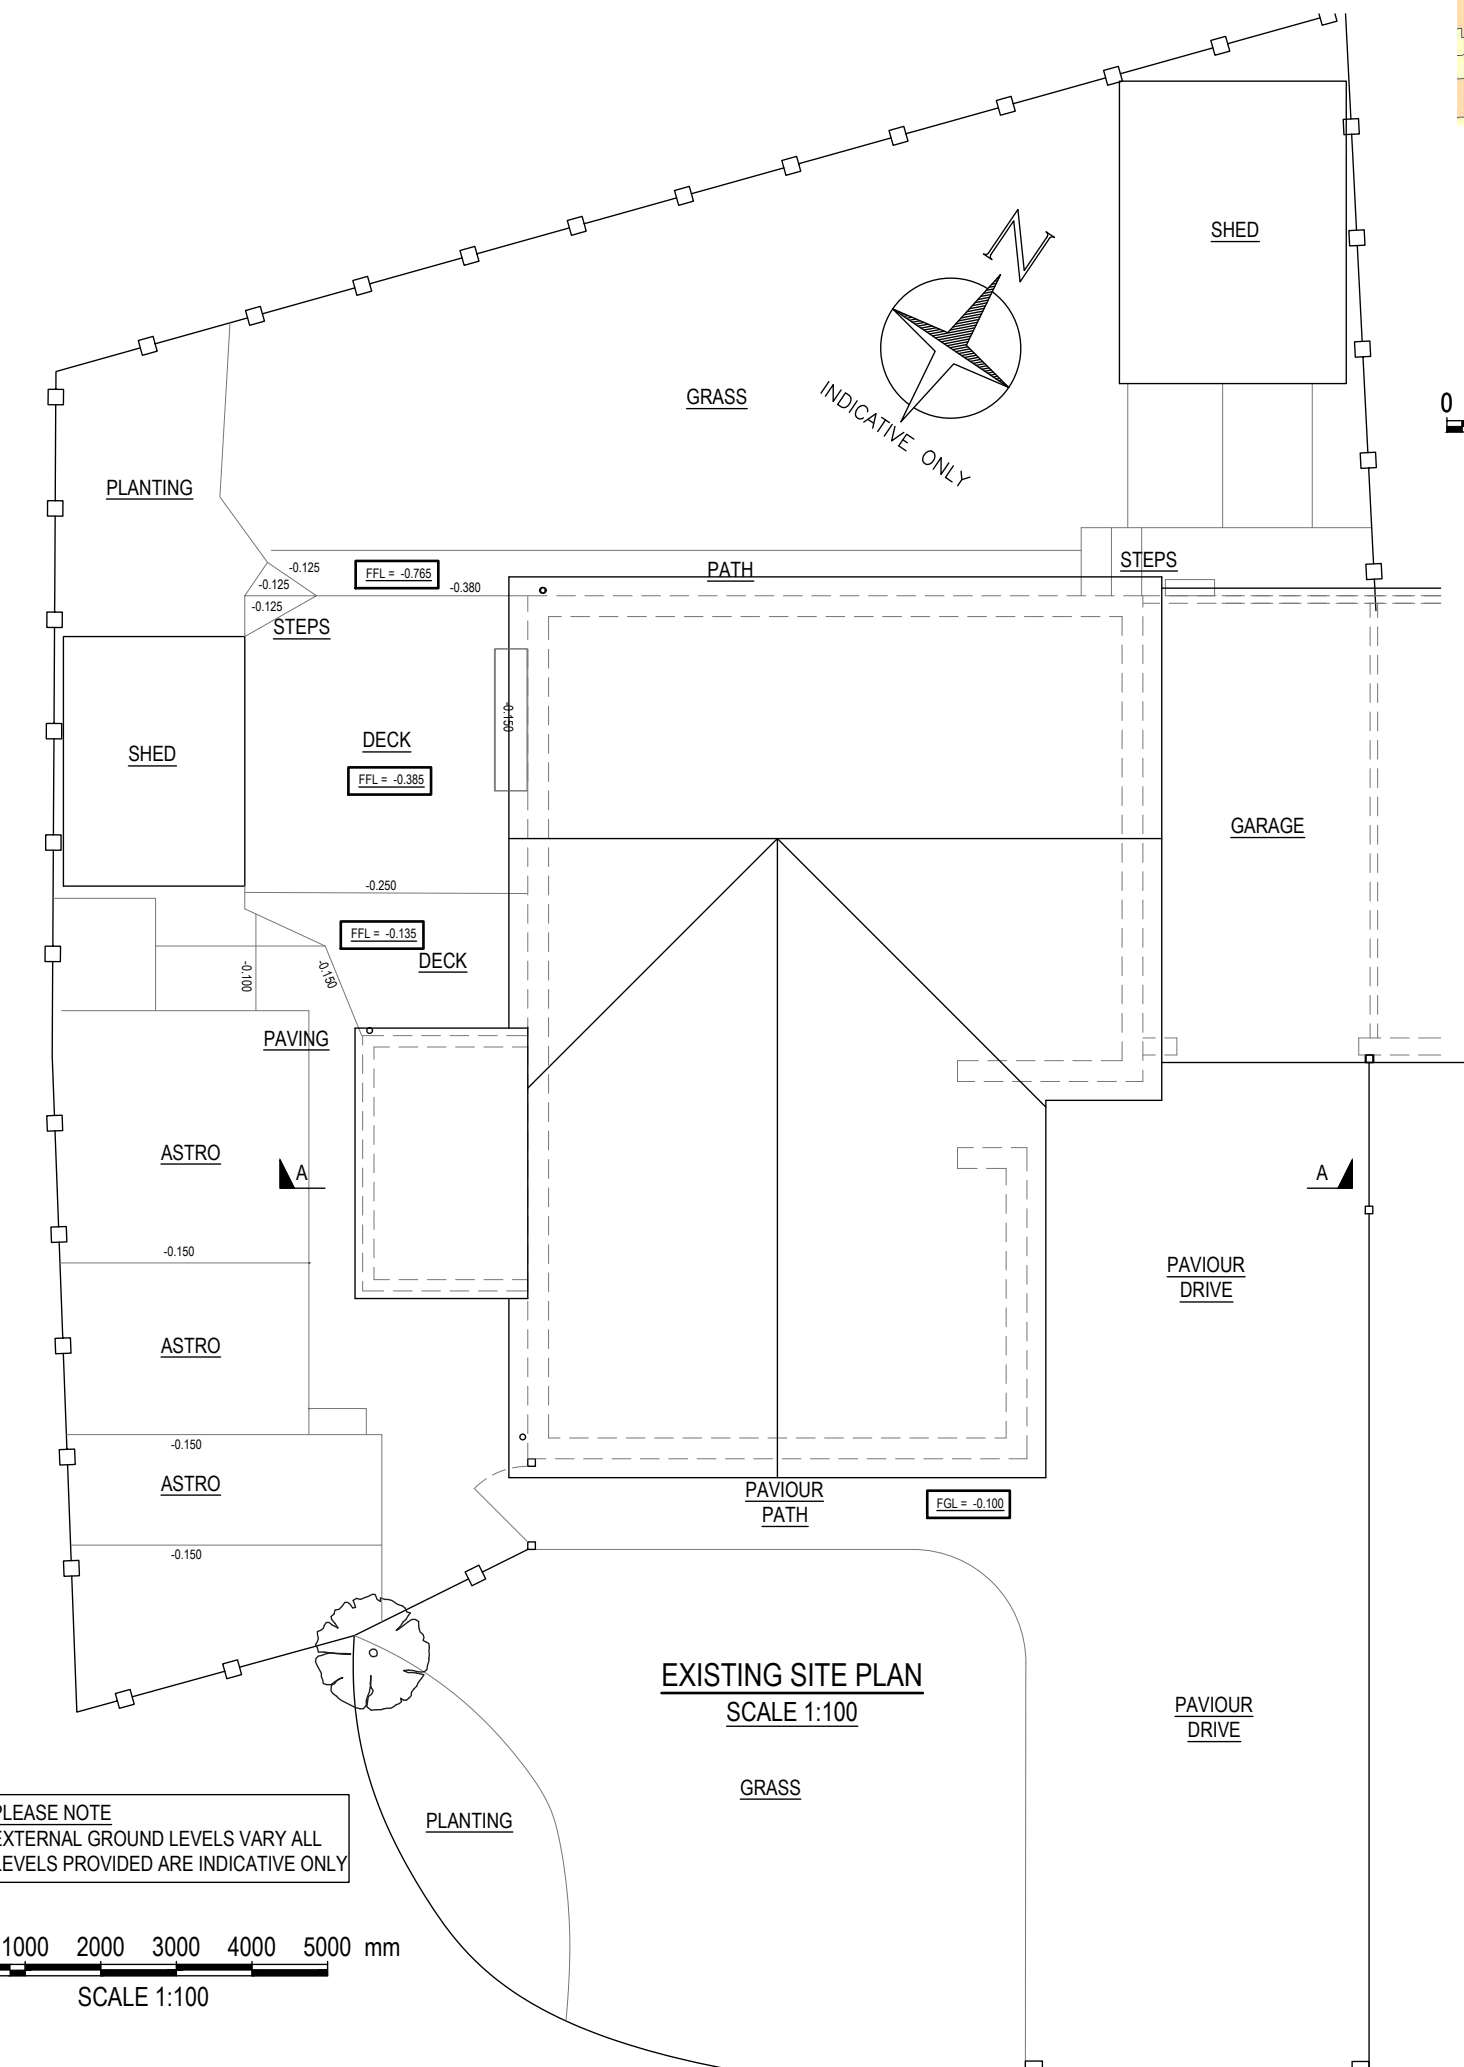 SHED
N
INDICATIVE ONLY
GRASS
0
PLANTING
-0.125
-0.125
-0.125
STEPS
FFL = -0.765
-0.380
PATH
STEPS
SHED
DECK
FFL = -0.385
-0.150
GARAGE
-0.250
FFL = -0.135
DECK
-0.100
-0.150
PAVING
ASTRO
A
A
-0.150
PAVIOUR
DRIVE
ASTRO
-0.150
ASTRO
-0.150
PAVIOUR
PATH
FGL = -0.100
EXISTING SITE PLAN
SCALE 1:100
PAVIOUR
DRIVE
GRASS
PLANTING
PLEASE NOTE
EXTERNAL GROUND LEVELS VARY ALL
LEVELS PROVIDED ARE INDICATIVE ONLY
1000 2000 3000 4000 5000 mm
SCALE 1:100